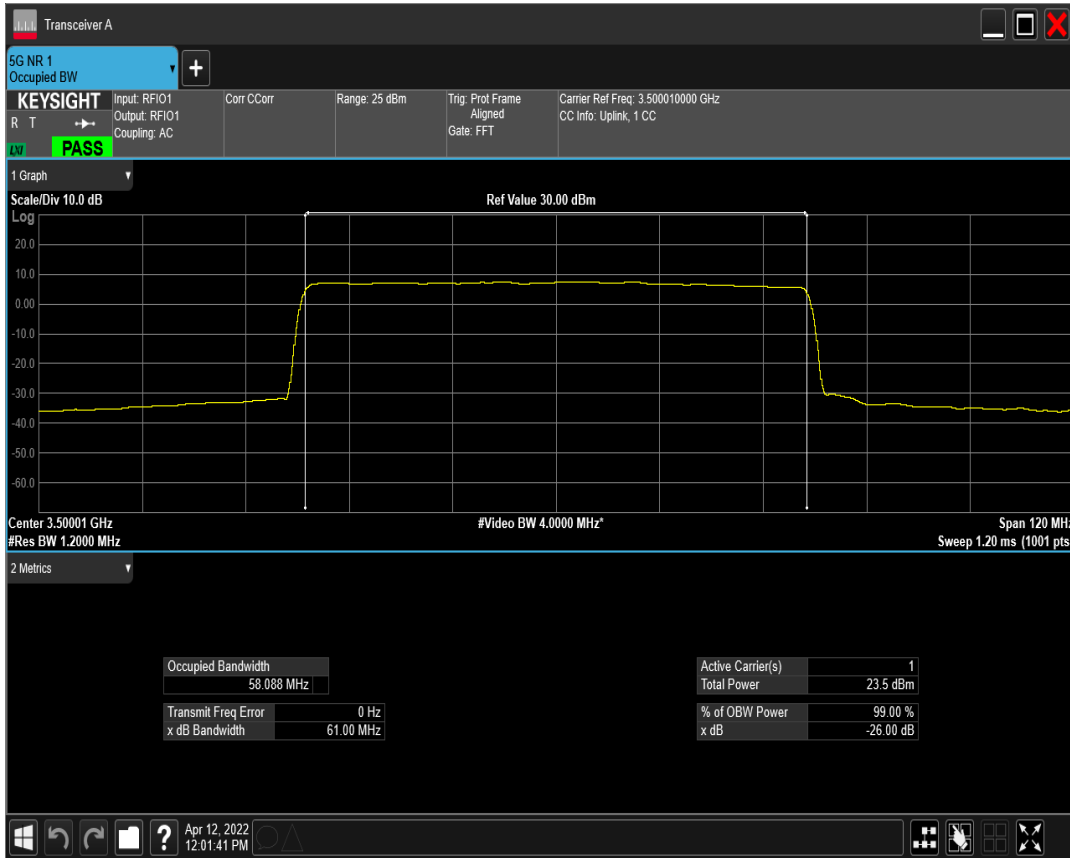 Transceiver A
5G NR 1
Occupied BW
+
KEYSIGHT
R T
LXI
PASS
Input: RFIO1
Output: RFIO1
Coupling: AC
Corr CCorr
Range: 25 dBm
Trig: Prot Frame
Aligned
Gate: FFT
Carrier Ref Freq: 3.500010000 GHz
CC Info: Uplink, 1 CC
1 Graph
Scale/Div 10.0 dB
Ref Value 30.00 dBm
Log
20.0
10.0
0.00
-10.0
-20.0
-30.0
-40.0
-50.0
-60.0
Center 3.50001 GHz
#Video BW 4.0000 MHz*
Span 120 MHz
#Res BW 1.2000 MHz
Sweep 1.20 ms (1001 pts
2 Metrics
Occupied Bandwidth
58.088 MHz
Transmit Freq Error 0 Hz
x dB Bandwidth 61.00 MHz
Active Carrier(s) 1
Total Power 23.5 dBm
% of OBW Power 99.00 %
x dB -26.00 dB
?
Apr 12, 2022
12:01:41 PM